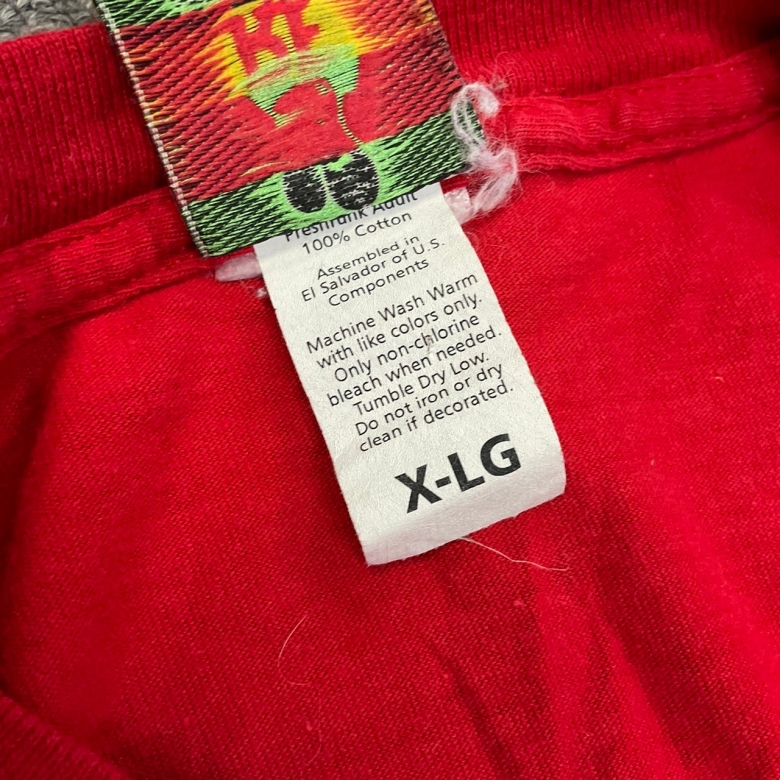 Preshrunk Adult
100% Cotton
Assembled in
El Salvador of U.S.
Components
Machine Wash Warm
with like colors only.
Only non-chlorine
bleach when needed.
Tumble Dry Low.
Do not iron or dry
clean if decorated.
X-LG